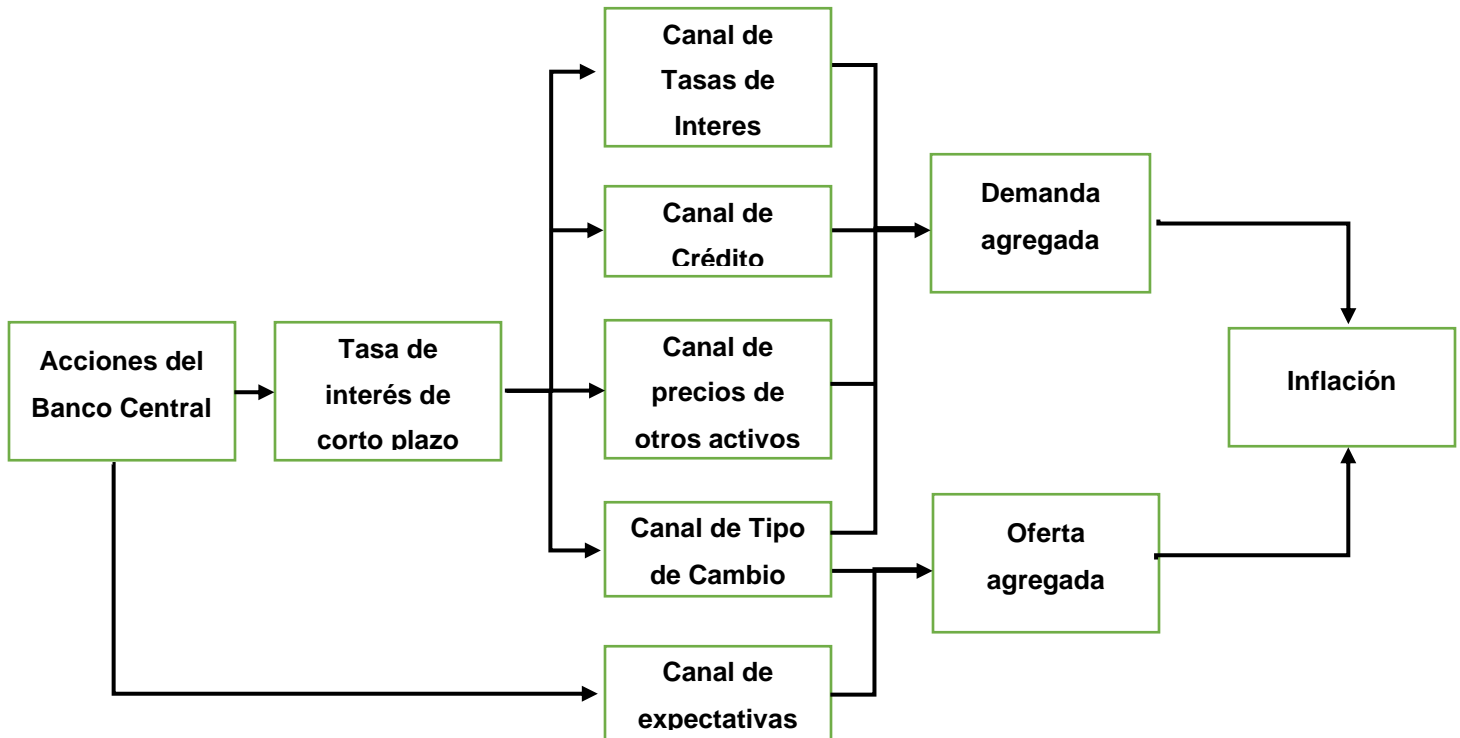 Canal de
Tasas de
Interes
Canal de
Crédito
Demanda
agregada
Acciones del
Banco Central
Tasa de
interés de
corto plazo
Canal de
precios de
otros activos
Inflación
Canal de Tipo
de Cambio
Oferta
agregada
Canal de
expectativas